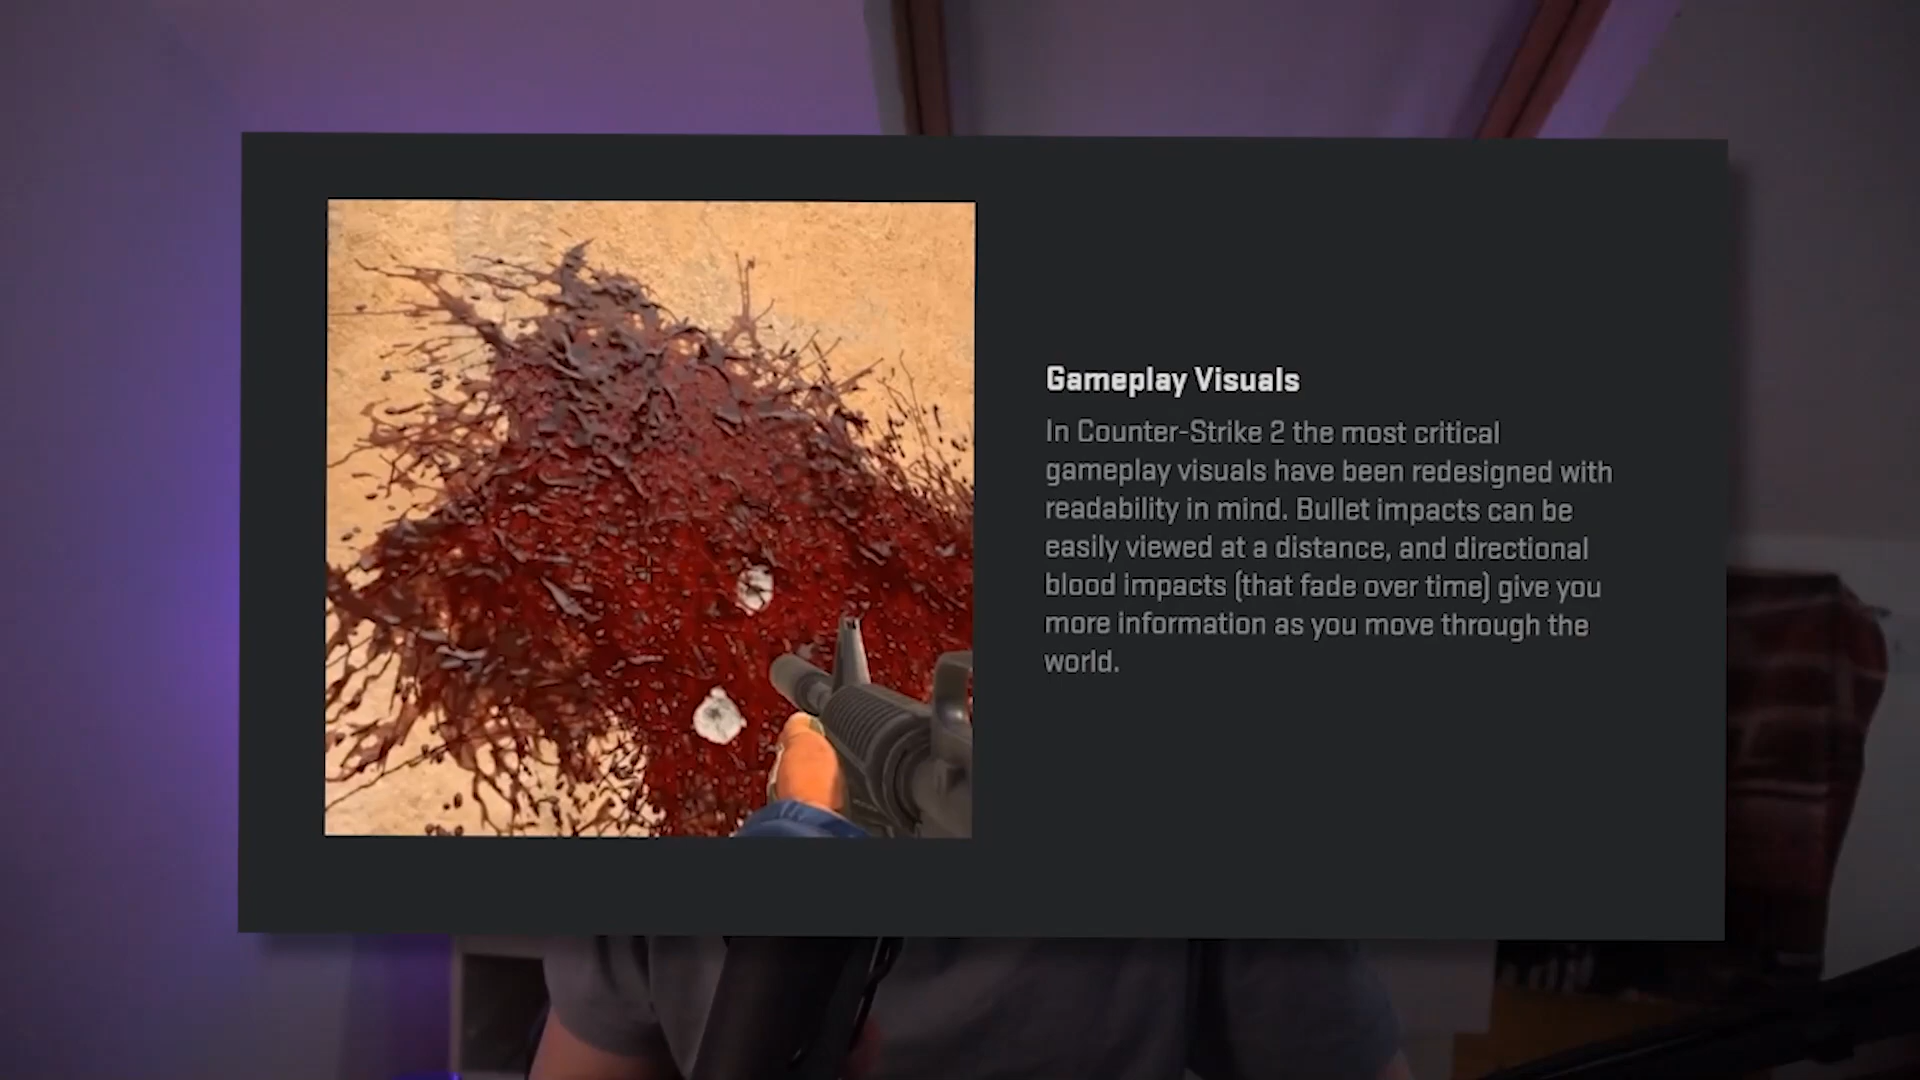 Gameplay Visuals
In Counter-Strike 2 the most critical
gameplay visuals have been redesigned with
readability in mind. Bullet impacts can be
easily viewed at a distance, and directional
blood impacts (that fade over time) give you
more information as you move through the
world.